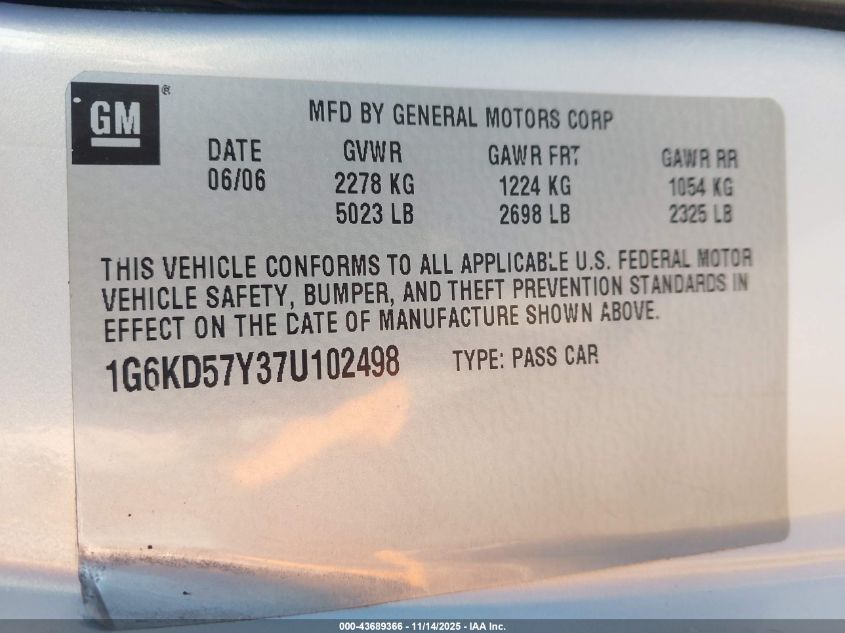 GM®
MFD BY GENERAL MOTORS CORP
DATE GVWR GAWR FRT GAWR RR
06/06 2278 KG 1224 KG 1054 KG
5023 LB 2698 LB 2325 LB
THIS VEHICLE CONFORMS TO ALL APPLICABLE U.S. FEDERAL MOTOR
VEHICLE SAFETY, BUMPER, AND THEFT PREVENTION STANDARDS IN
EFFECT ON THE DATE OF MANUFACTURE SHOWN ABOVE.
1G6KD57Y37U102498 TYPE: PASS CAR
000-43689366 - 11/14/2025 - IAA Inc.